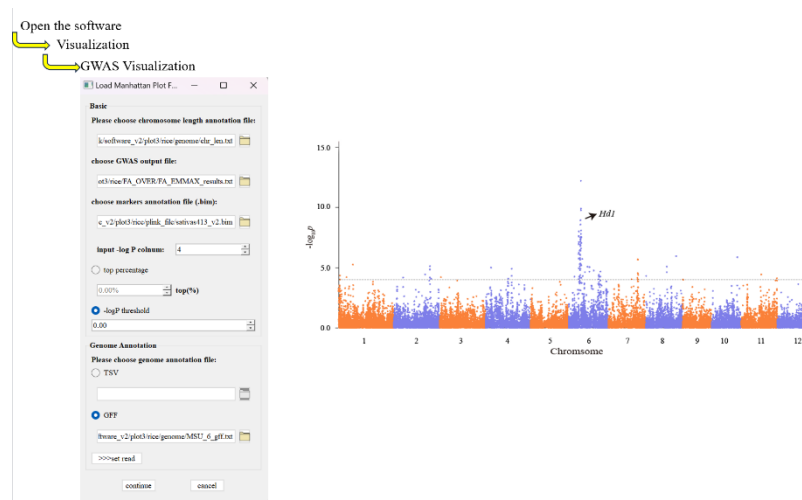 Open the software
Visualization
GWAS Visualization
Load Manhattan Plot F...
Basic
Please choose chromosome length annotation file:
k/software_v2/plot3/rice/genome/chr_len.txt
choose GWAS output file:
ot3/rice/FA_OVER/FA_EMMAX_results.txt
choose markers annotation file (.bim):
c_v2/plot3/rice/plink_file/sativas413_v2.bim
input -log P colnum: 4
top percentage
0.00% top(%)
-logP threshold
0.00
Genome Annotation
Please choose genome annotation file:
TSV
GFF
ftware_v2/plot3/rice/genome/MSU_6_gff.txt
>>>set read
continue cancel
15.0
10.0
5.0
0.0
-log₁₀p
Hd1
1 2 3 4 5 6 7 8 9 10 11 12
Chromsome